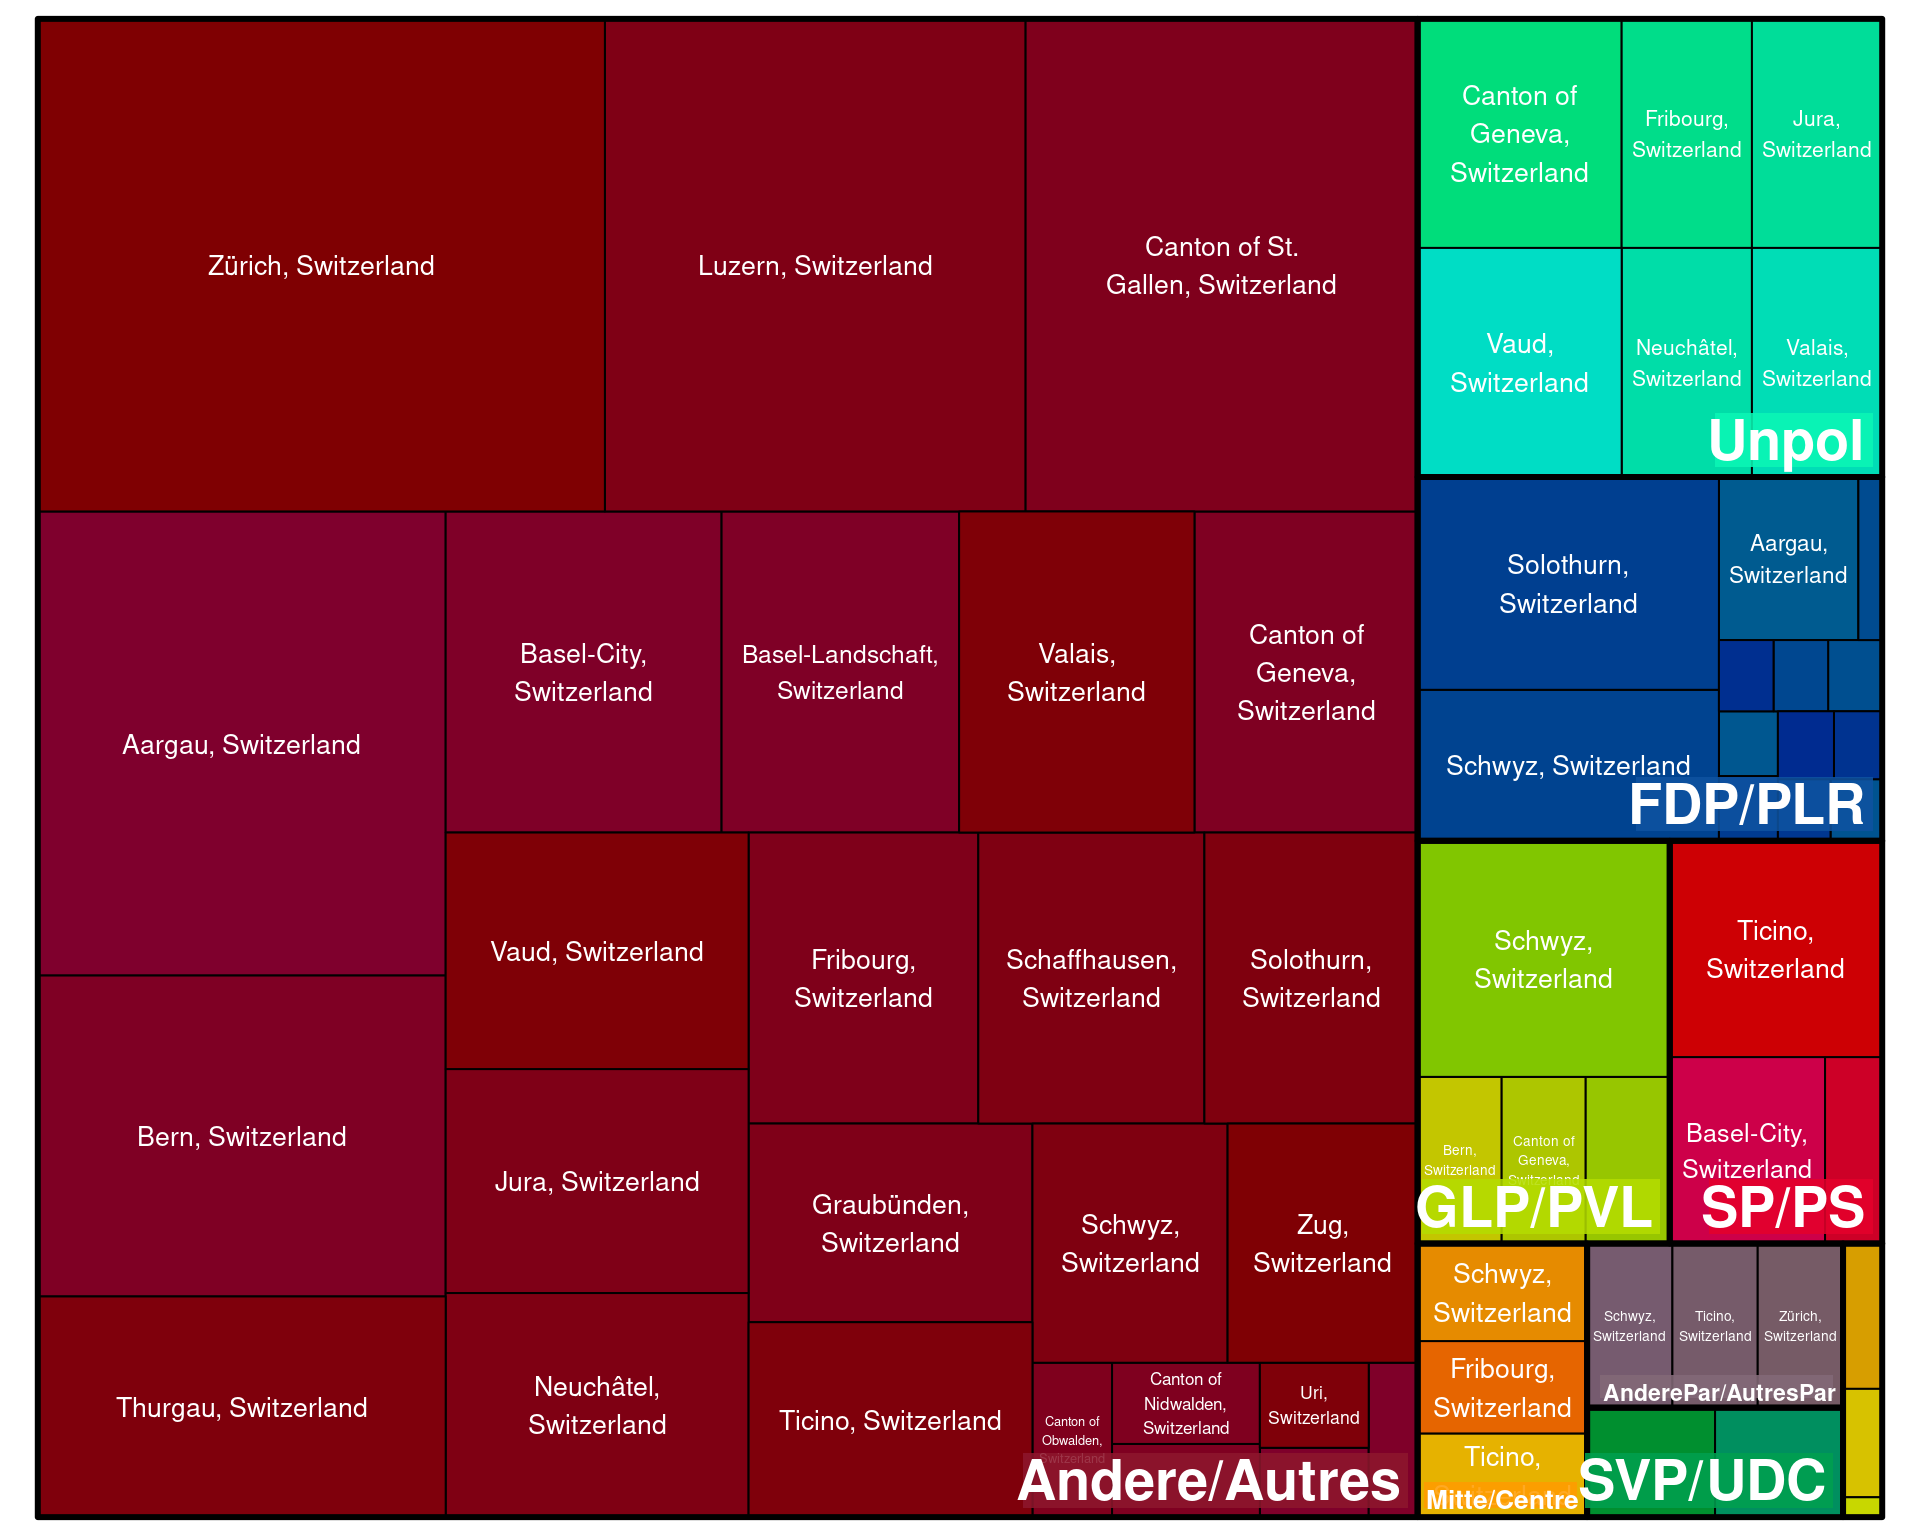 Zürich, Switzerland
Luzern, Switzerland
Canton of St.
Gallen, Switzerland
Aargau, Switzerland
Basel-City,
Switzerland
Basel-Landschaft,
Switzerland
Valais,
Switzerland
Canton of
Geneva,
Switzerland
Bern, Switzerland
Vaud, Switzerland
Fribourg,
Switzerland
Schaffhausen,
Switzerland
Solothurn,
Switzerland
Jura, Switzerland
Graubünden,
Switzerland
Schwyz,
Switzerland
Zug,
Switzerland
Thurgau, Switzerland
Neuchâtel,
Switzerland
Ticino, Switzerland
Canton of
Obwalden,
Switzerland
Canton of
Nidwalden,
Switzerland
Uri,
Switzerland
Andere/Autres
Canton of
Geneva,
Switzerland
Fribourg,
Switzerland
Jura,
Switzerland
Vaud,
Switzerland
Neuchâtel,
Switzerland
Valais,
Switzerland
Unpol
Solothurn,
Switzerland
Aargau,
Switzerland
Schwyz, Switzerland
FDP/PLR
Schwyz,
Switzerland
Bern,
Switzerland
Canton of
Geneva,
Switzerland
GLP/PVL
Ticino,
Switzerland
Basel-City,
Switzerland
SP/PS
Schwyz,
Switzerland
Fribourg,
Switzerland
Ticino,
Mitte/Centre
Schwyz,
Switzerland
Ticino,
Switzerland
Zürich,
Switzerland
AnderePar/AutresPar
SVP/UDC